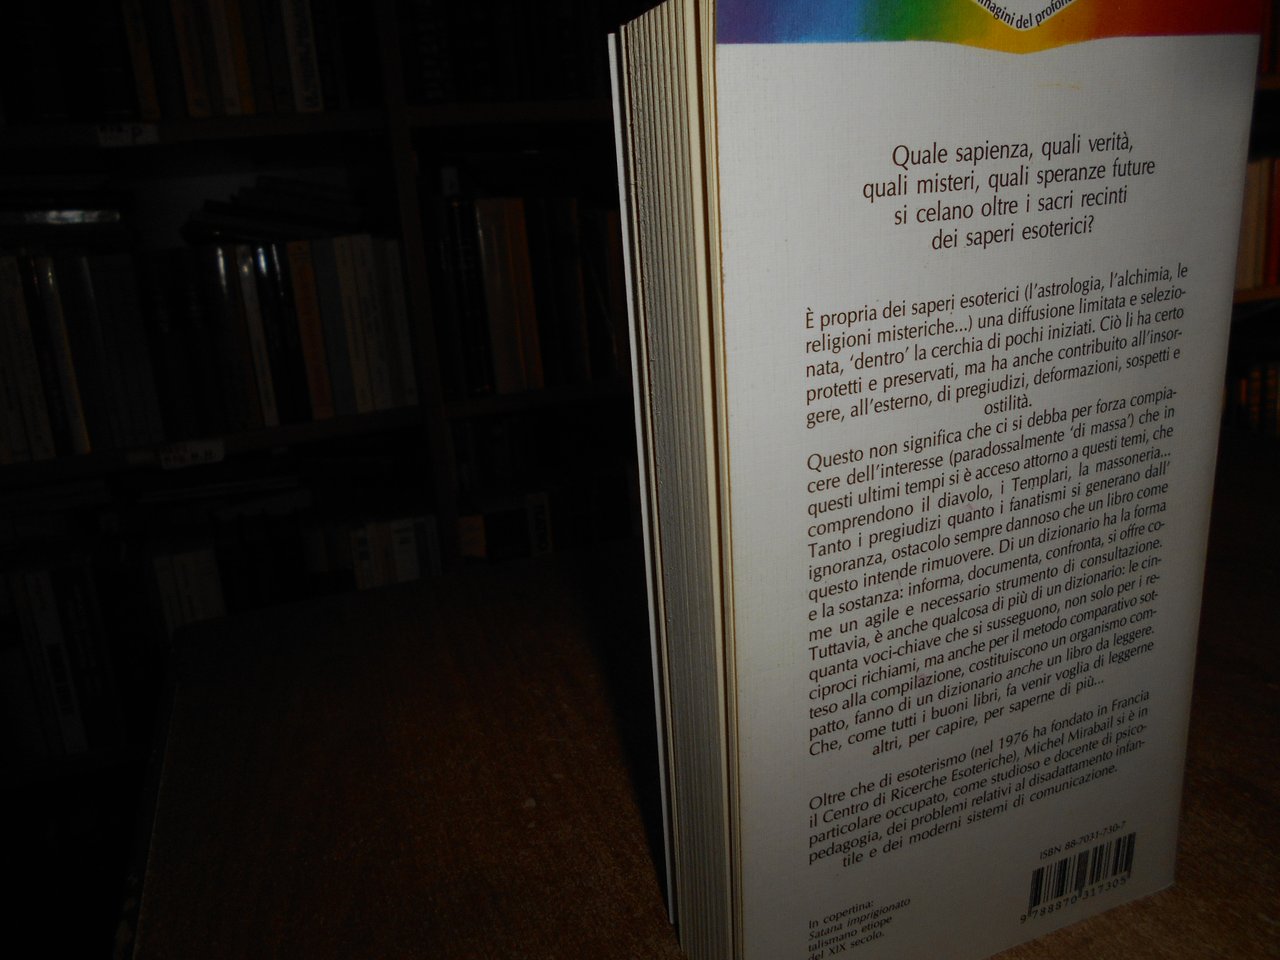 magini del profon
Quale sapienza, quali verità,
quali misteri, quali speranze future
si celano oltre i sacri recinti
dei saperi esoterici?
È propria dei saperi esoterici (l'astrologia, l'alchimia, le
religioni misteriche...) una diffusione limitata e selezio-
nata, 'dentro' la cerchia di pochi iniziati. Ciò li ha certo
protetti e preservati, ma ha anche contribuito all'insor-
gere, all'esterno, di pregiudizi, deformazioni, sospetti e
ostilità.
Questo non significa che ci si debba per forza compia-
cere dell'interesse (paradossalmente 'di massa') che in
questi ultimi tempi si è acceso attorno a questi temi, che
comprendono il diavolo, i Templari, la massoneria...
Tanto i pregiudizi quanto i fanatismi si generano dall'
ignoranza, ostacolo sempre dannoso che un libro come
questo intende rimuovere. Di un dizionario ha la forma
e la sostanza: informa, documenta, confronta, si offre co-
me un agile e necessario strumento di consultazione.
Tuttavia, è anche qualcosa di più di un dizionario: le cin-
quanta voci-chiave che si susseguono, non solo per i re-
ciproci richiami, ma anche per il metodo comparativo sot-
teso alla compilazione, costituiscono un organismo com-
patto, fanno di un dizionario anche un libro da leggere.
Che, come tutti i buoni libri, fa venir voglia di leggerne
altri, per capire, per saperne di più...
Oltre che di esoterismo (nel 1976 ha fondato in Francia
il Centro di Ricerche Esoteriche), Michel Mirabail si è in
particolare occupato, come studioso e docente di psico-
pedagogia, dei problemi relativi al disadattamento infan-
tile e dei moderni sistemi di comunicazione.
ISBN 88-7031-730-7
9 788870 317305
In copertina:
Satana imprigionato
talismano etiope
del XIX secolo.